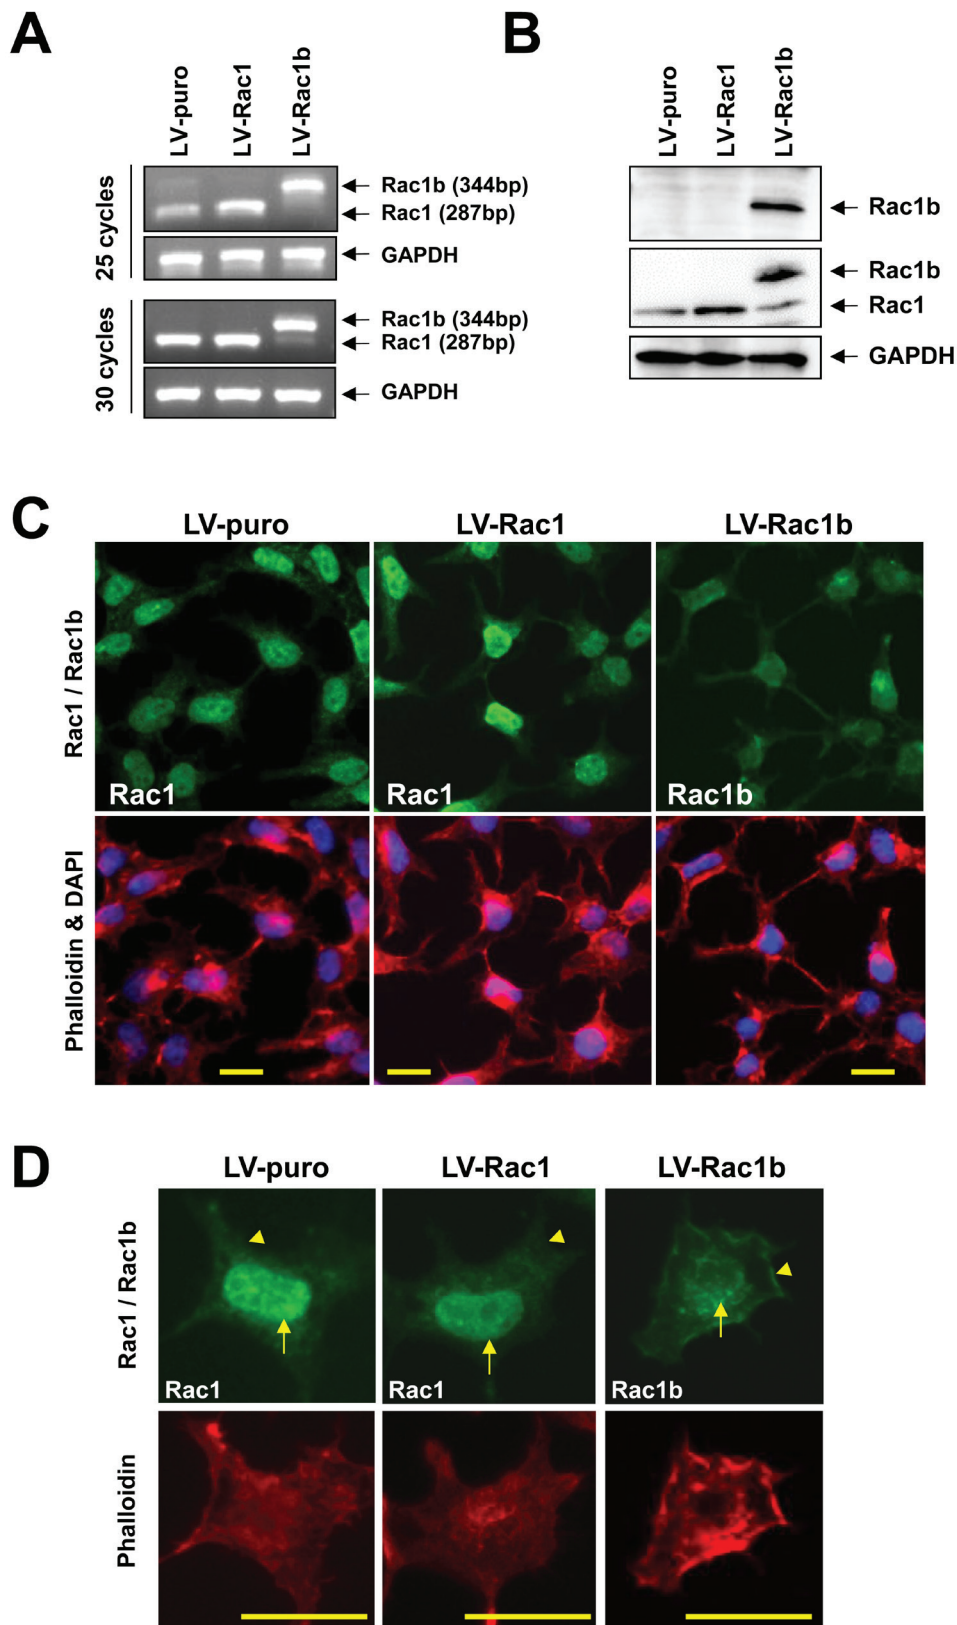 A
LV-puro
LV-Rac1
LV-Rac1b
25 cycles
Rac1b (344bp)
Rac1 (287bp)
GAPDH
30 cycles
Rac1b (344bp)
Rac1 (287bp)
GAPDH
B
LV-puro
LV-Rac1
LV-Rac1b
Rac1b
Rac1b
Rac1
GAPDH
C
LV-puro
LV-Rac1
LV-Rac1b
Rac1 / Rac1b
Rac1
Rac1
Rac1b
Phalloidin & DAPI
D
LV-puro
LV-Rac1
LV-Rac1b
Rac1 / Rac1b
Rac1
Rac1
Rac1b
Phalloidin